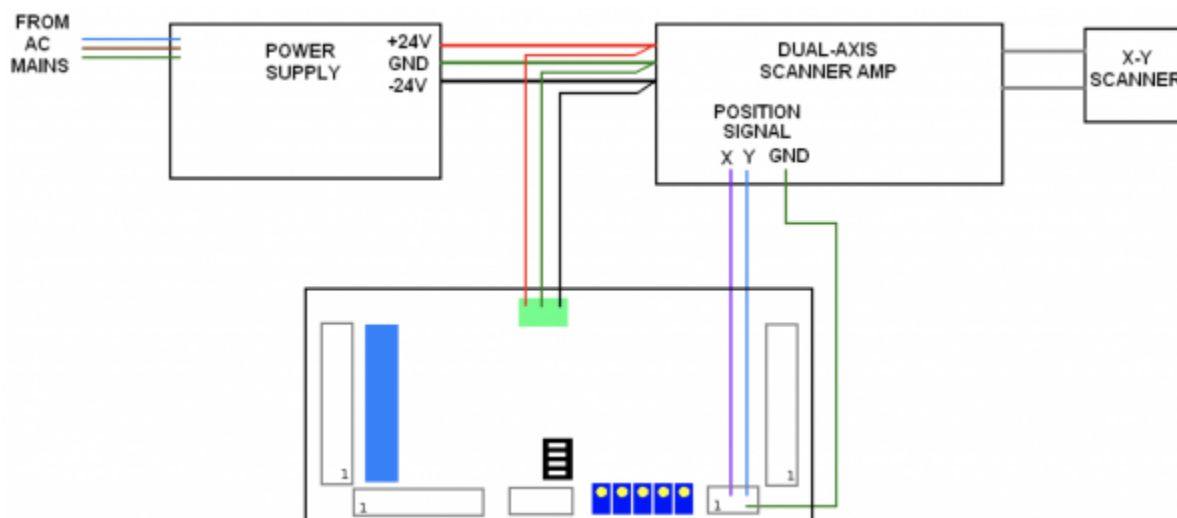 FROM
AC
MAINS
POWER
SUPPLY
+24V
GND
-24V
DUAL-AXIS
SCANNER AMP
POSITION
SIGNAL
X Y GND
X-Y
SCANNER
1
1
1
1